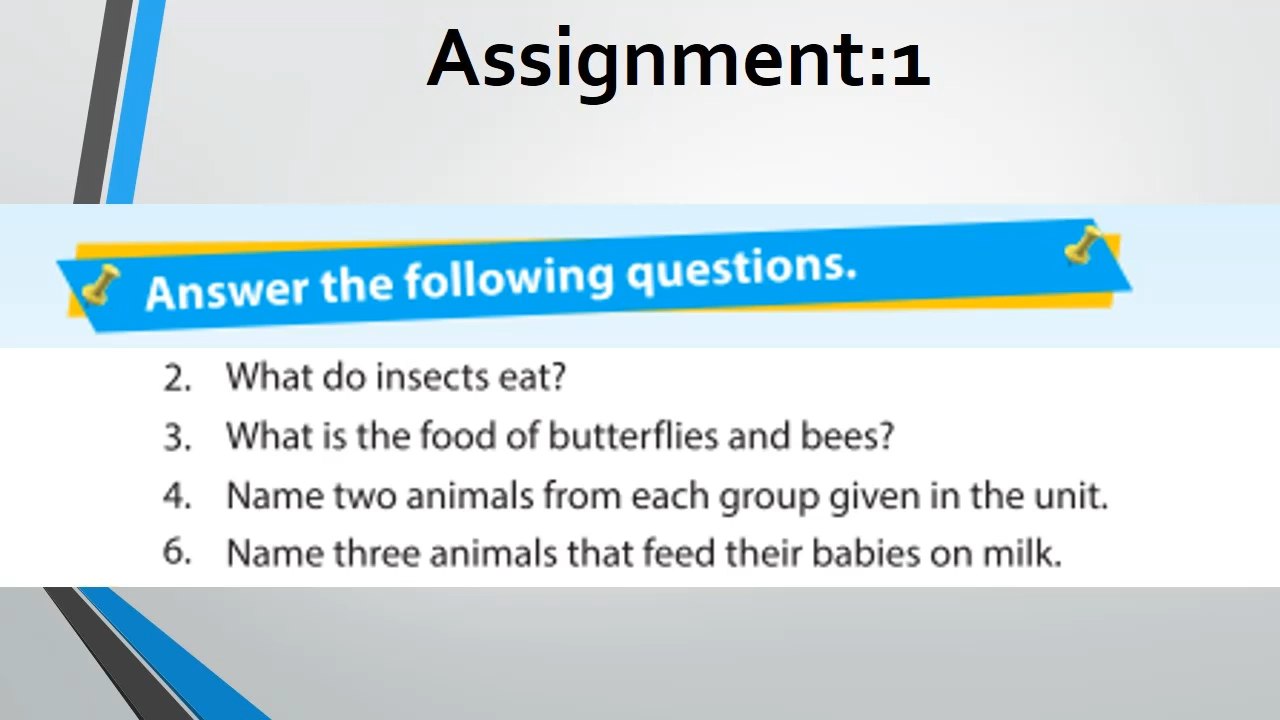 Assignment:1
Answer the following questions.
2. What do insects eat?
3. What is the food of butterflies and bees?
4. Name two animals from each group given in the unit.
6. Name three animals that feed their babies on milk.